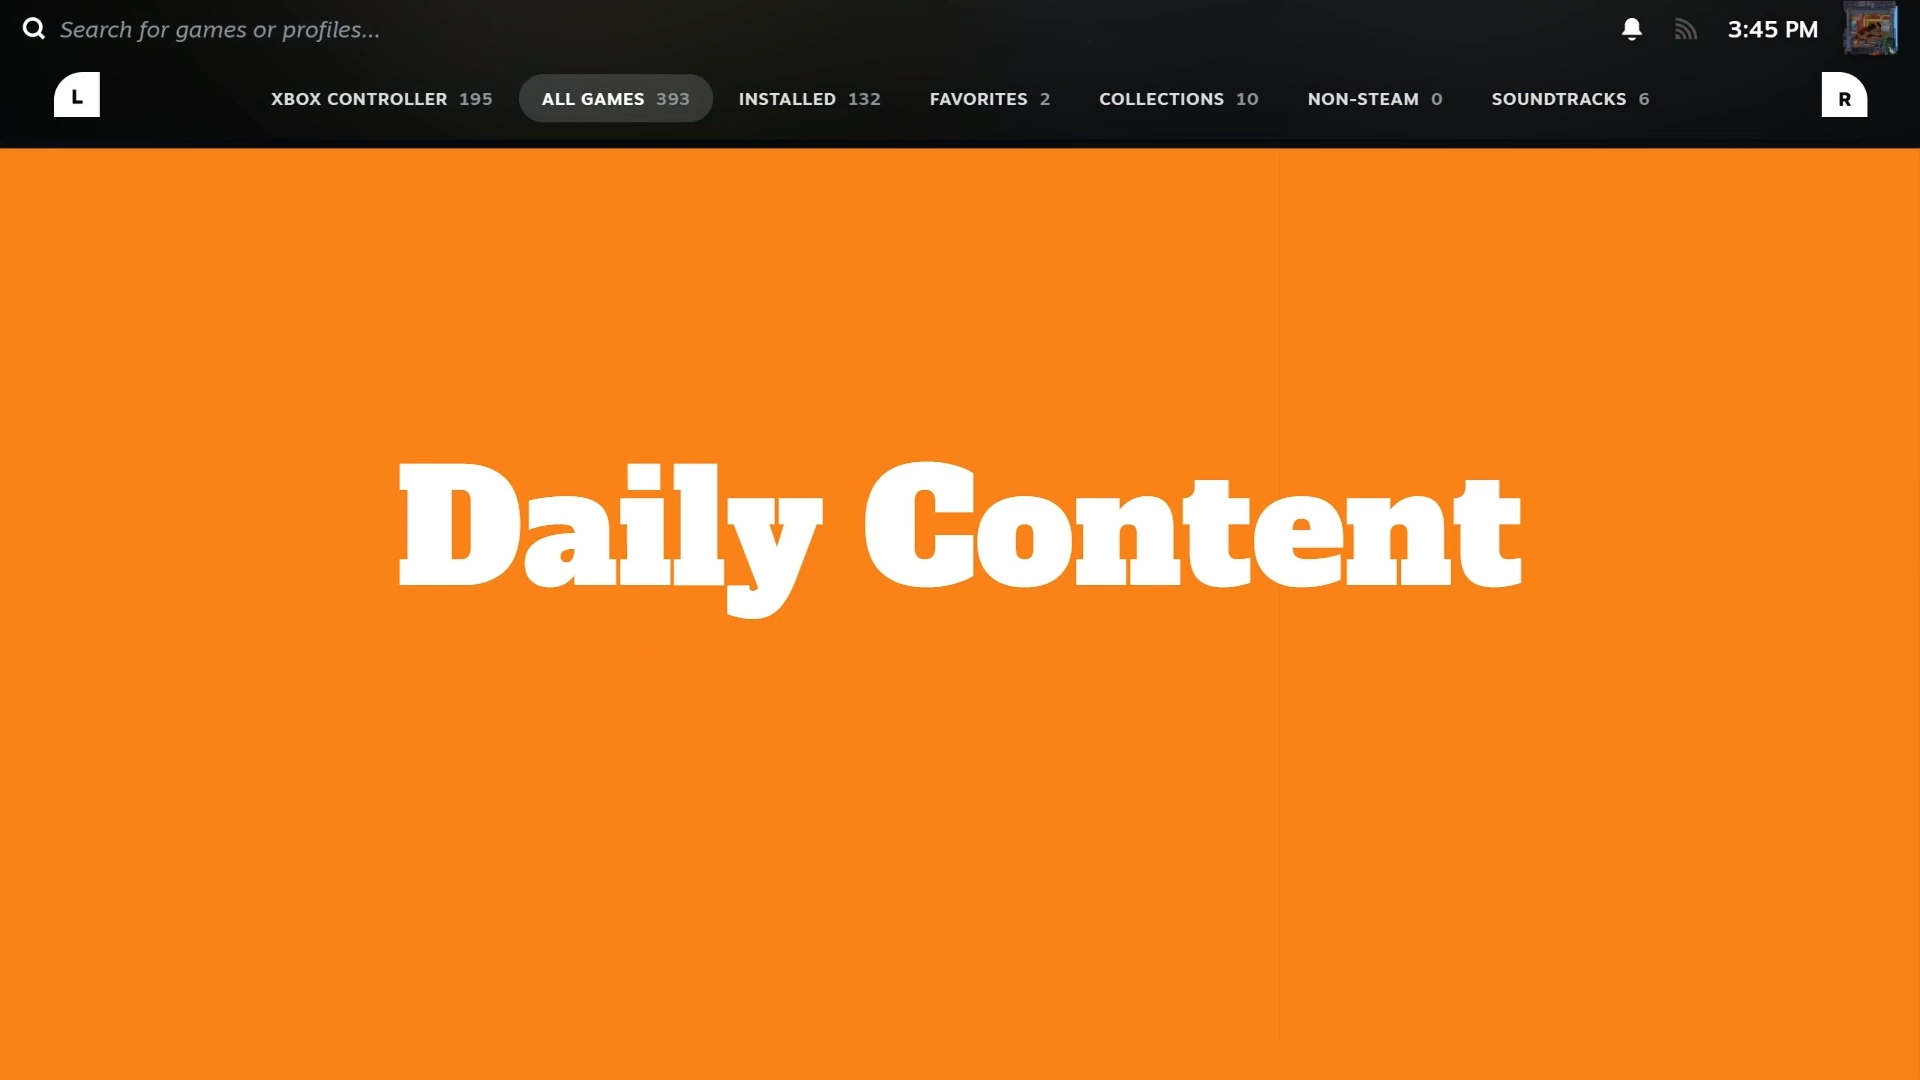 Search for games or profiles...
3:45 PM
L
XBOX CONTROLLER 195
ALL GAMES 393
INSTALLED 132
FAVORITES 2
COLLECTIONS 10
NON-STEAM 0
SOUNDTRACKS 6
R
Daily Content